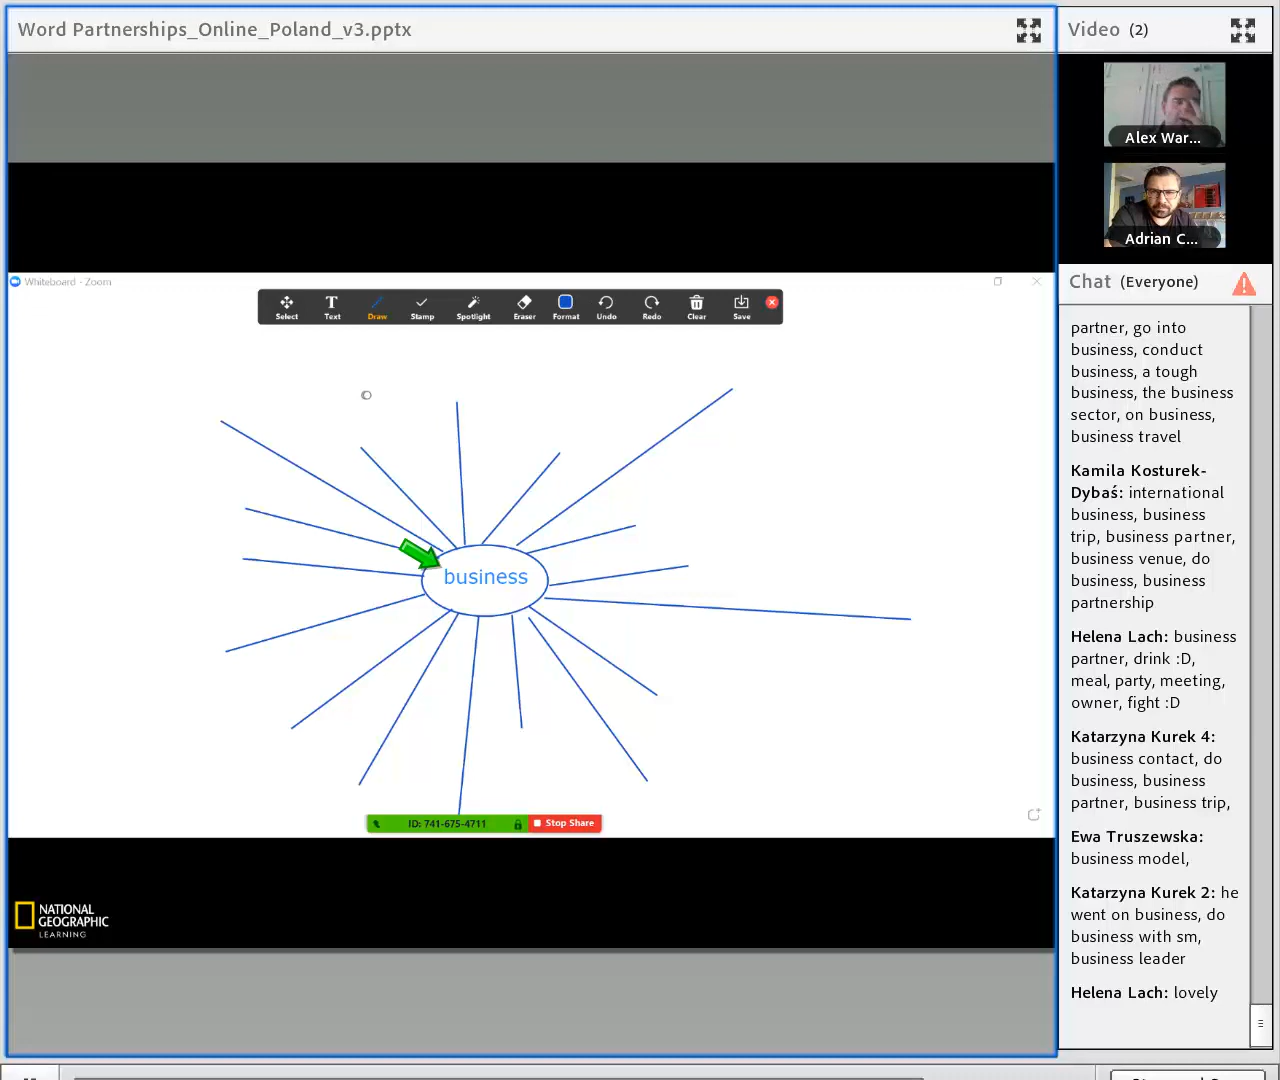 Word Partnerships_Online_Poland_v3.pptx
Video (2)
Alex War...
Adrian C...
Whiteboard - Zoom
Select Text Draw Stamp Spotlight Eraser Format Undo Redo Clear Save
business
ID: 741-675-4711 Stop Share
NATIONAL
GEOGRAPHIC
LEARNING
Chat (Everyone)
partner, go into
business, conduct
business, a tough
business, the business
sector, on business,
business travel
Kamila Kosturek-
Dybaś: international
business, business
trip, business partner,
business venue, do
business, business
partnership
Helena Lach: business
partner, drink :D,
meal, party, meeting,
owner, fight :D
Katarzyna Kurek 4:
business contact, do
business, business
partner, business trip,
Ewa Truszewska:
business model,
Katarzyna Kurek 2: he
went on business, do
business with sm,
business leader
Helena Lach: lovely